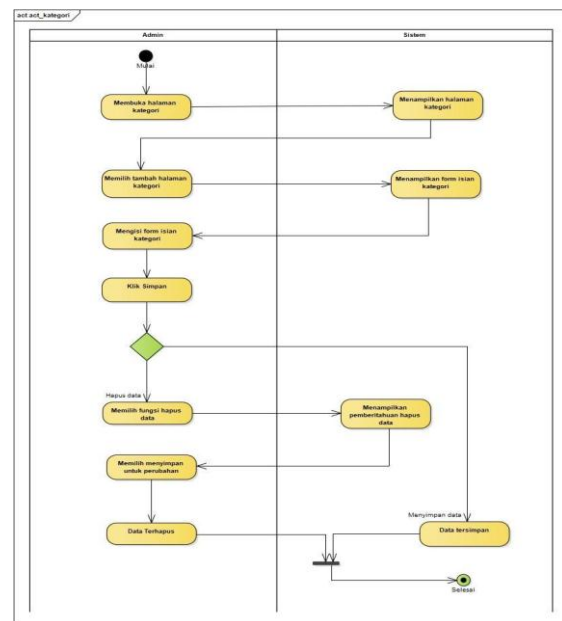 act act_kategori
Admin
Sistem
Mulai
Membuka halaman
kategori
Menampilkan halaman
kategori
Memilih tambah halaman
kategori
Menampilkan form isian
kategori
Mengisi form isian
kategori
Klik Simpan
Hapus data
Memilih fungsi hapus
data
Menampilkan
pemberitahuan hapus
data
Memilih menyimpan
untuk perubahan
Menyimpan data
Data Terhapus
Data tersimpan
Selesai